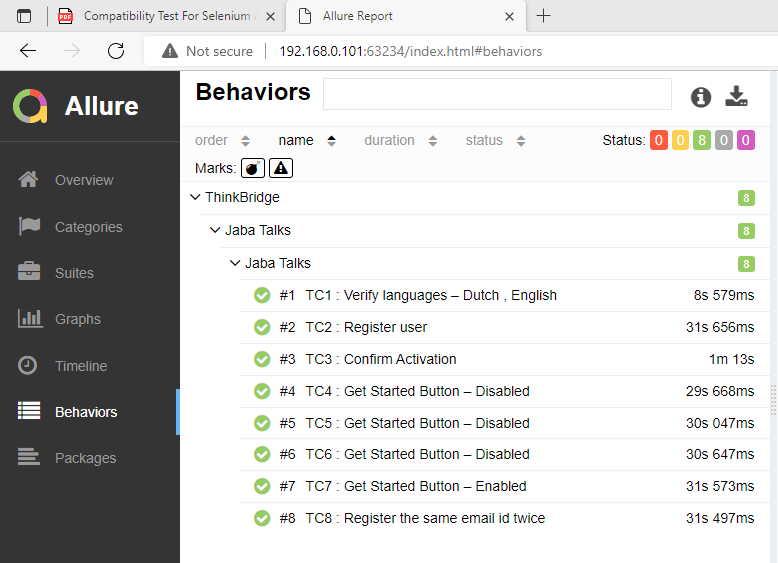 Compatibility Test For Selenium
Allure Report
Not secure
192.168.0.101:63234/index.html#behaviors
Allure
Overview
Categories
Suites
Graphs
Timeline
Behaviors
Packages
Behaviors
order name duration status Status: 0 0 8 0 0
Marks:
ThinkBridge 8
Jaba Talks 8
Jaba Talks 8
#1 TC1 : Verify languages – Dutch , English 8s 579ms
#2 TC2 : Register user 31s 656ms
#3 TC3 : Confirm Activation 1m 13s
#4 TC4 : Get Started Button – Disabled 29s 668ms
#5 TC5 : Get Started Button – Disabled 30s 047ms
#6 TC6 : Get Started Button – Disabled 30s 647ms
#7 TC7 : Get Started Button – Enabled 31s 573ms
#8 TC8 : Register the same email id twice 31s 497ms